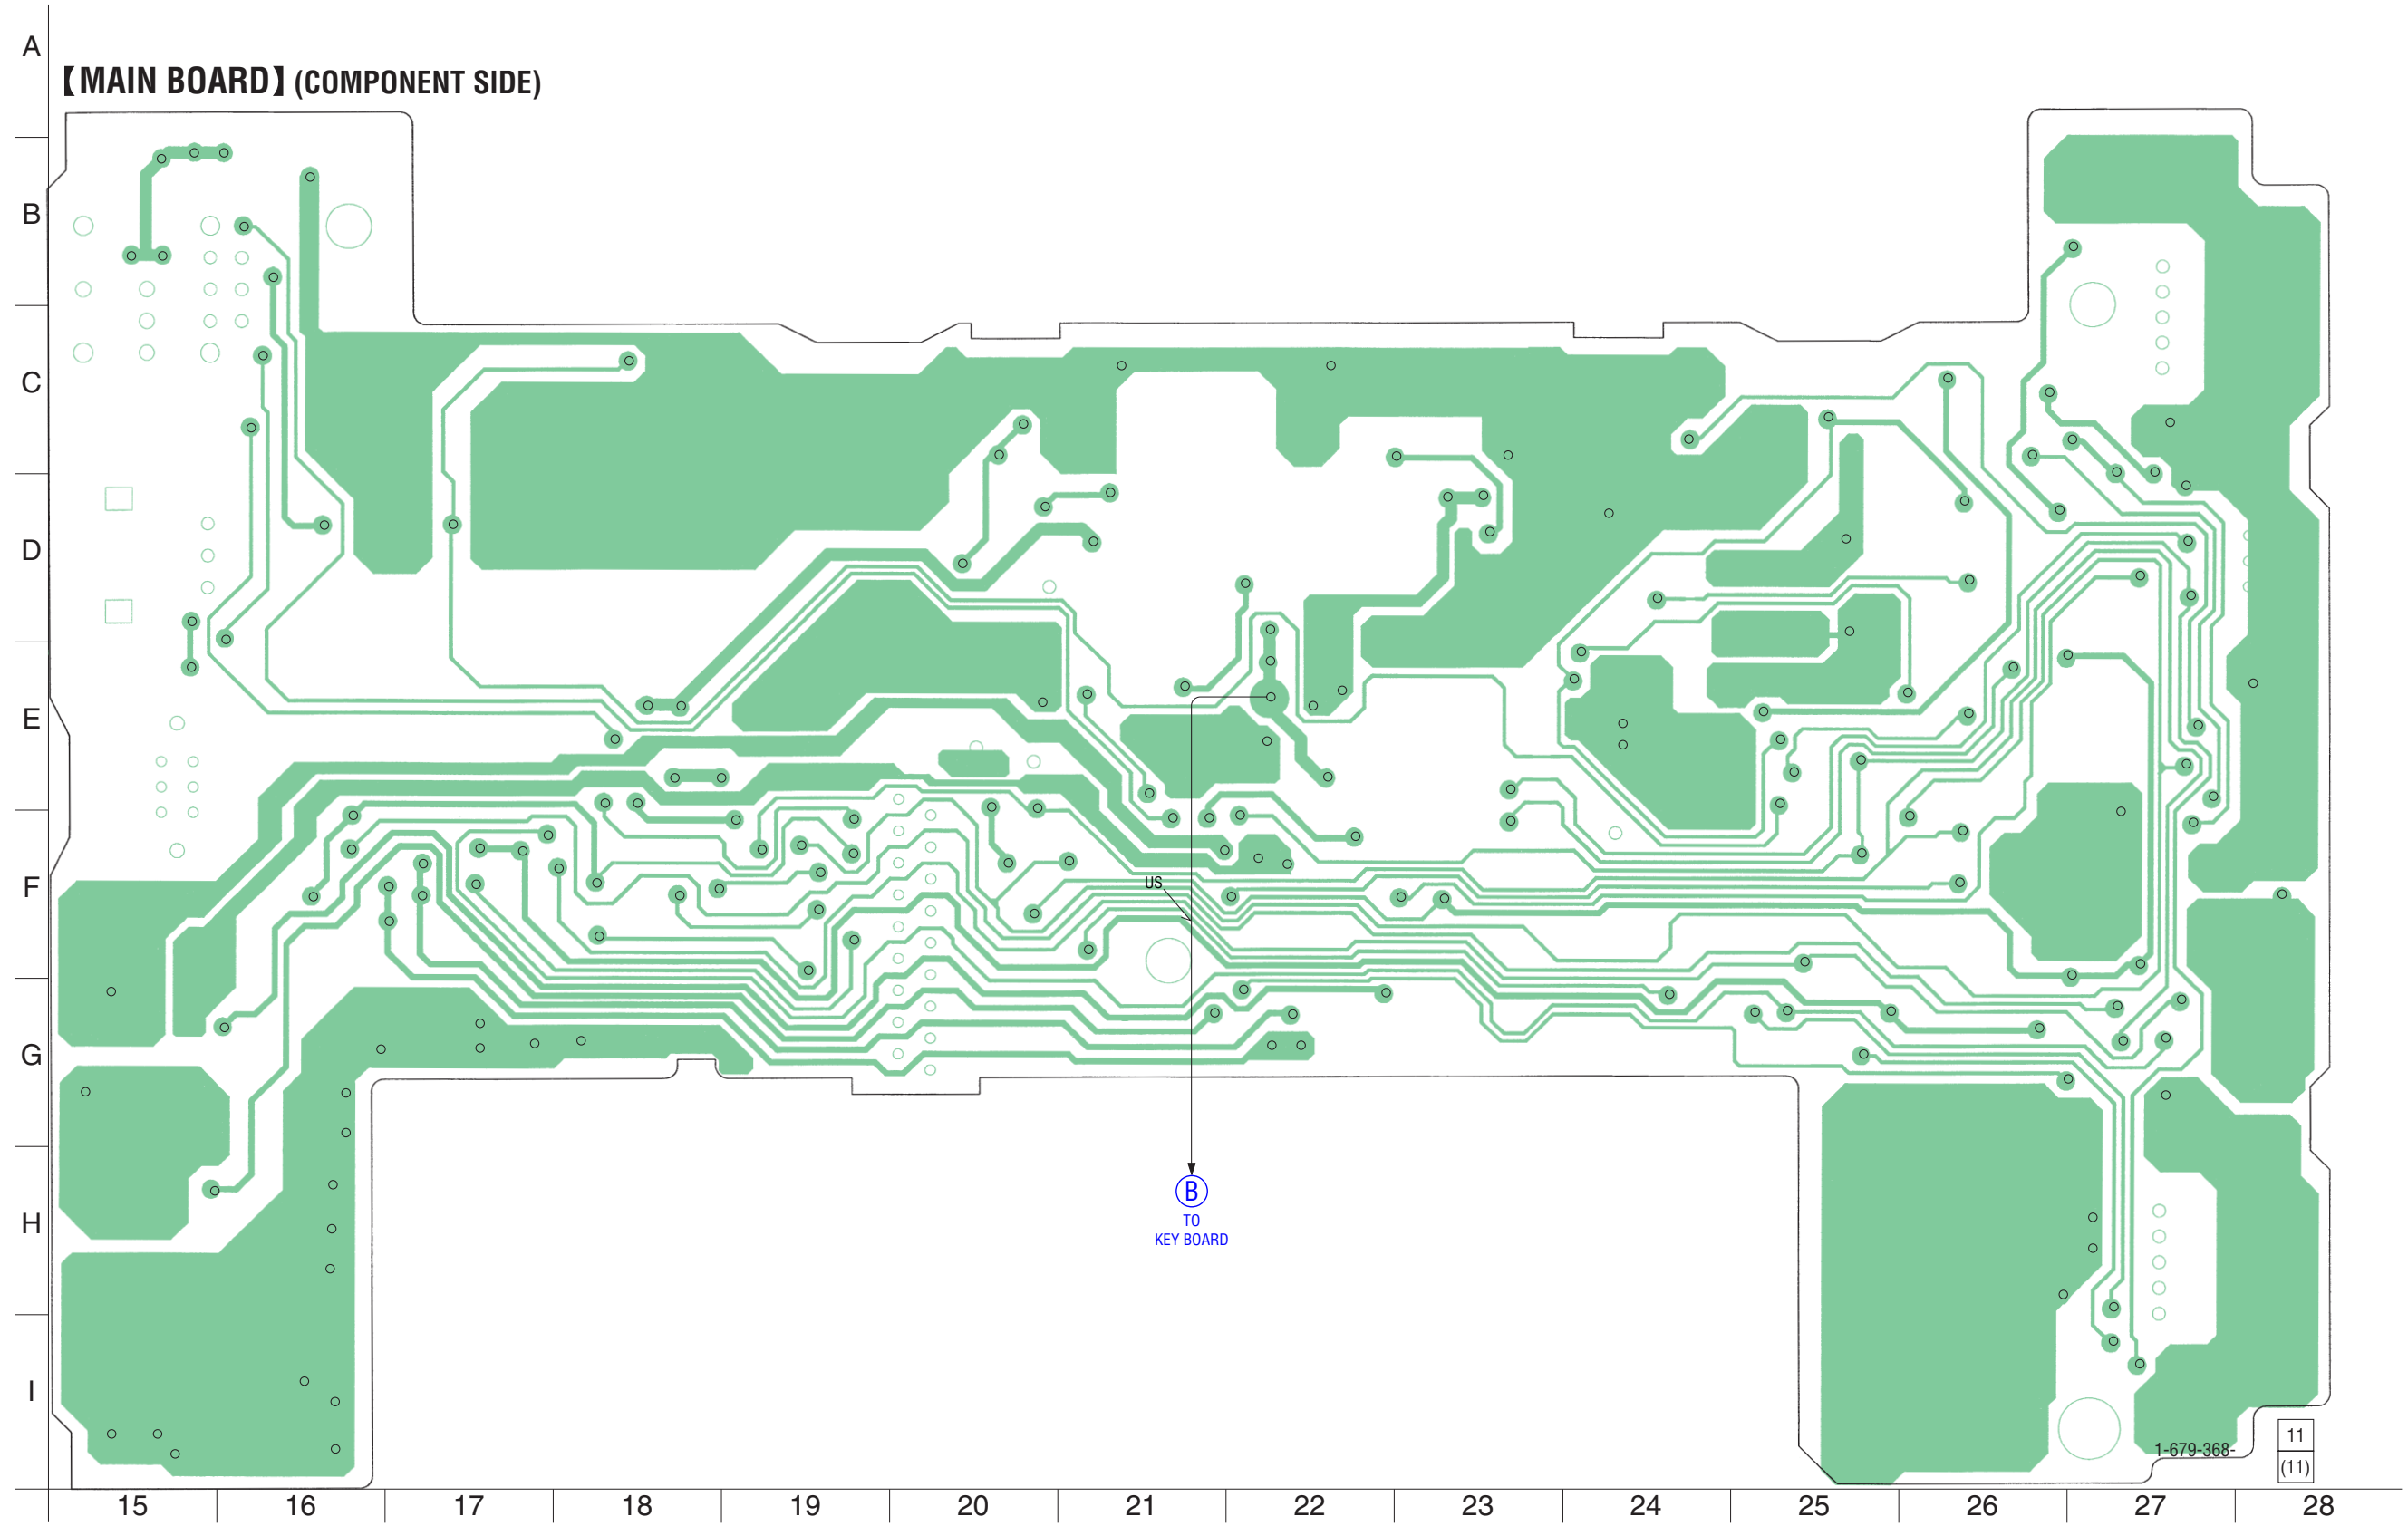 A
【MAIN BOARD】 (COMPONENT SIDE)
B
C
D
E
F
US
G
B
TO
KEY BOARD
H
I
1-679-368-
11
(11)
15 16 17 18 19 20 21 22 23 24 25 26 27 28